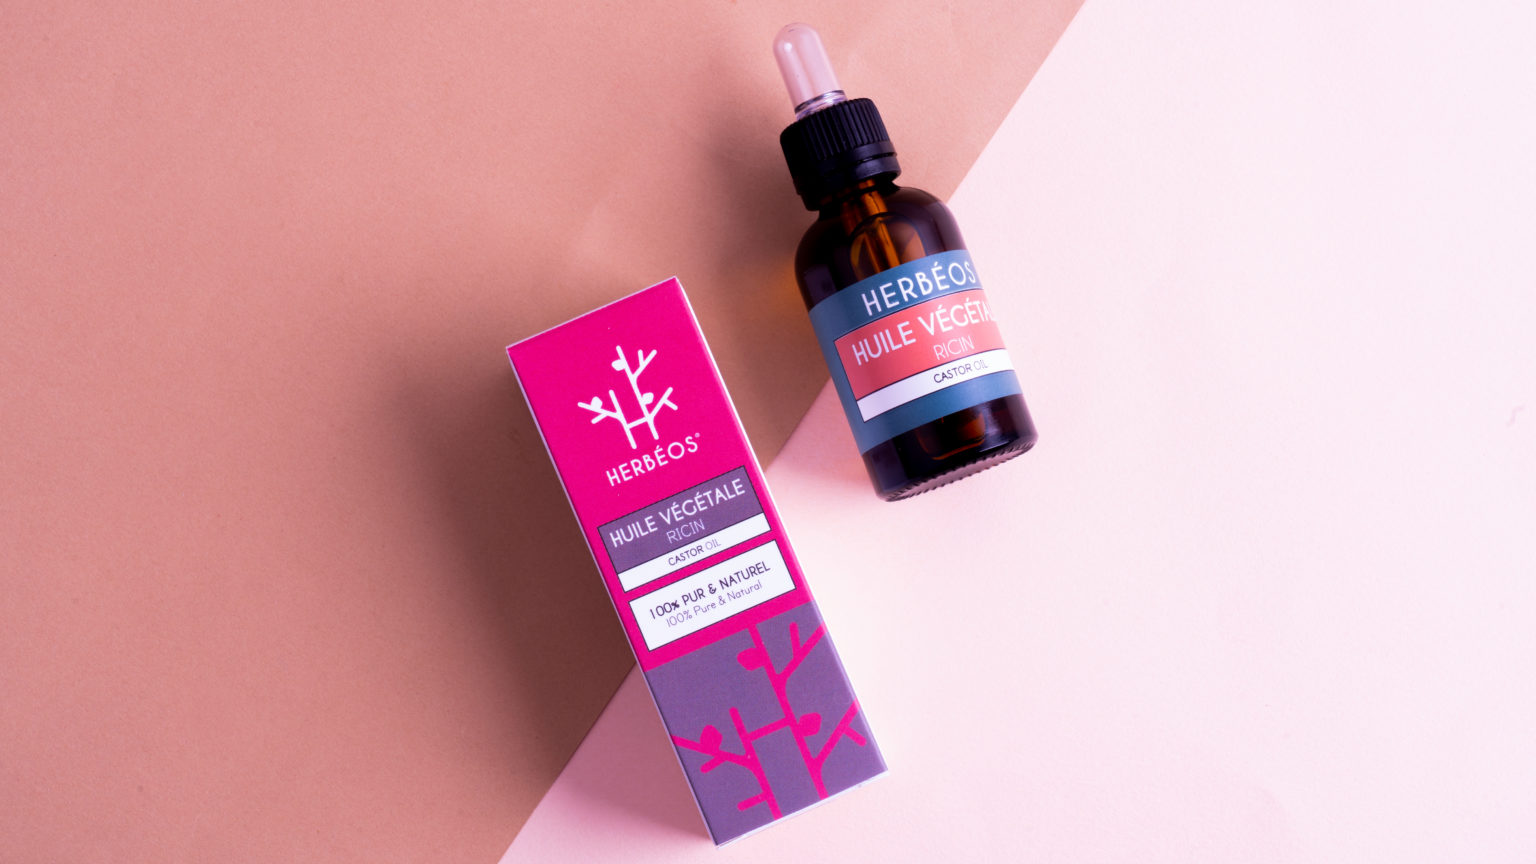 HERBÉOS
HUILE VÉGÉTALE
RICIN
CASTOR OIL
HERBÉOS®
HUILE VÉGÉTALE
RICIN
CASTOR OIL
100% PUR & NATUREL
100% Pure & Natural